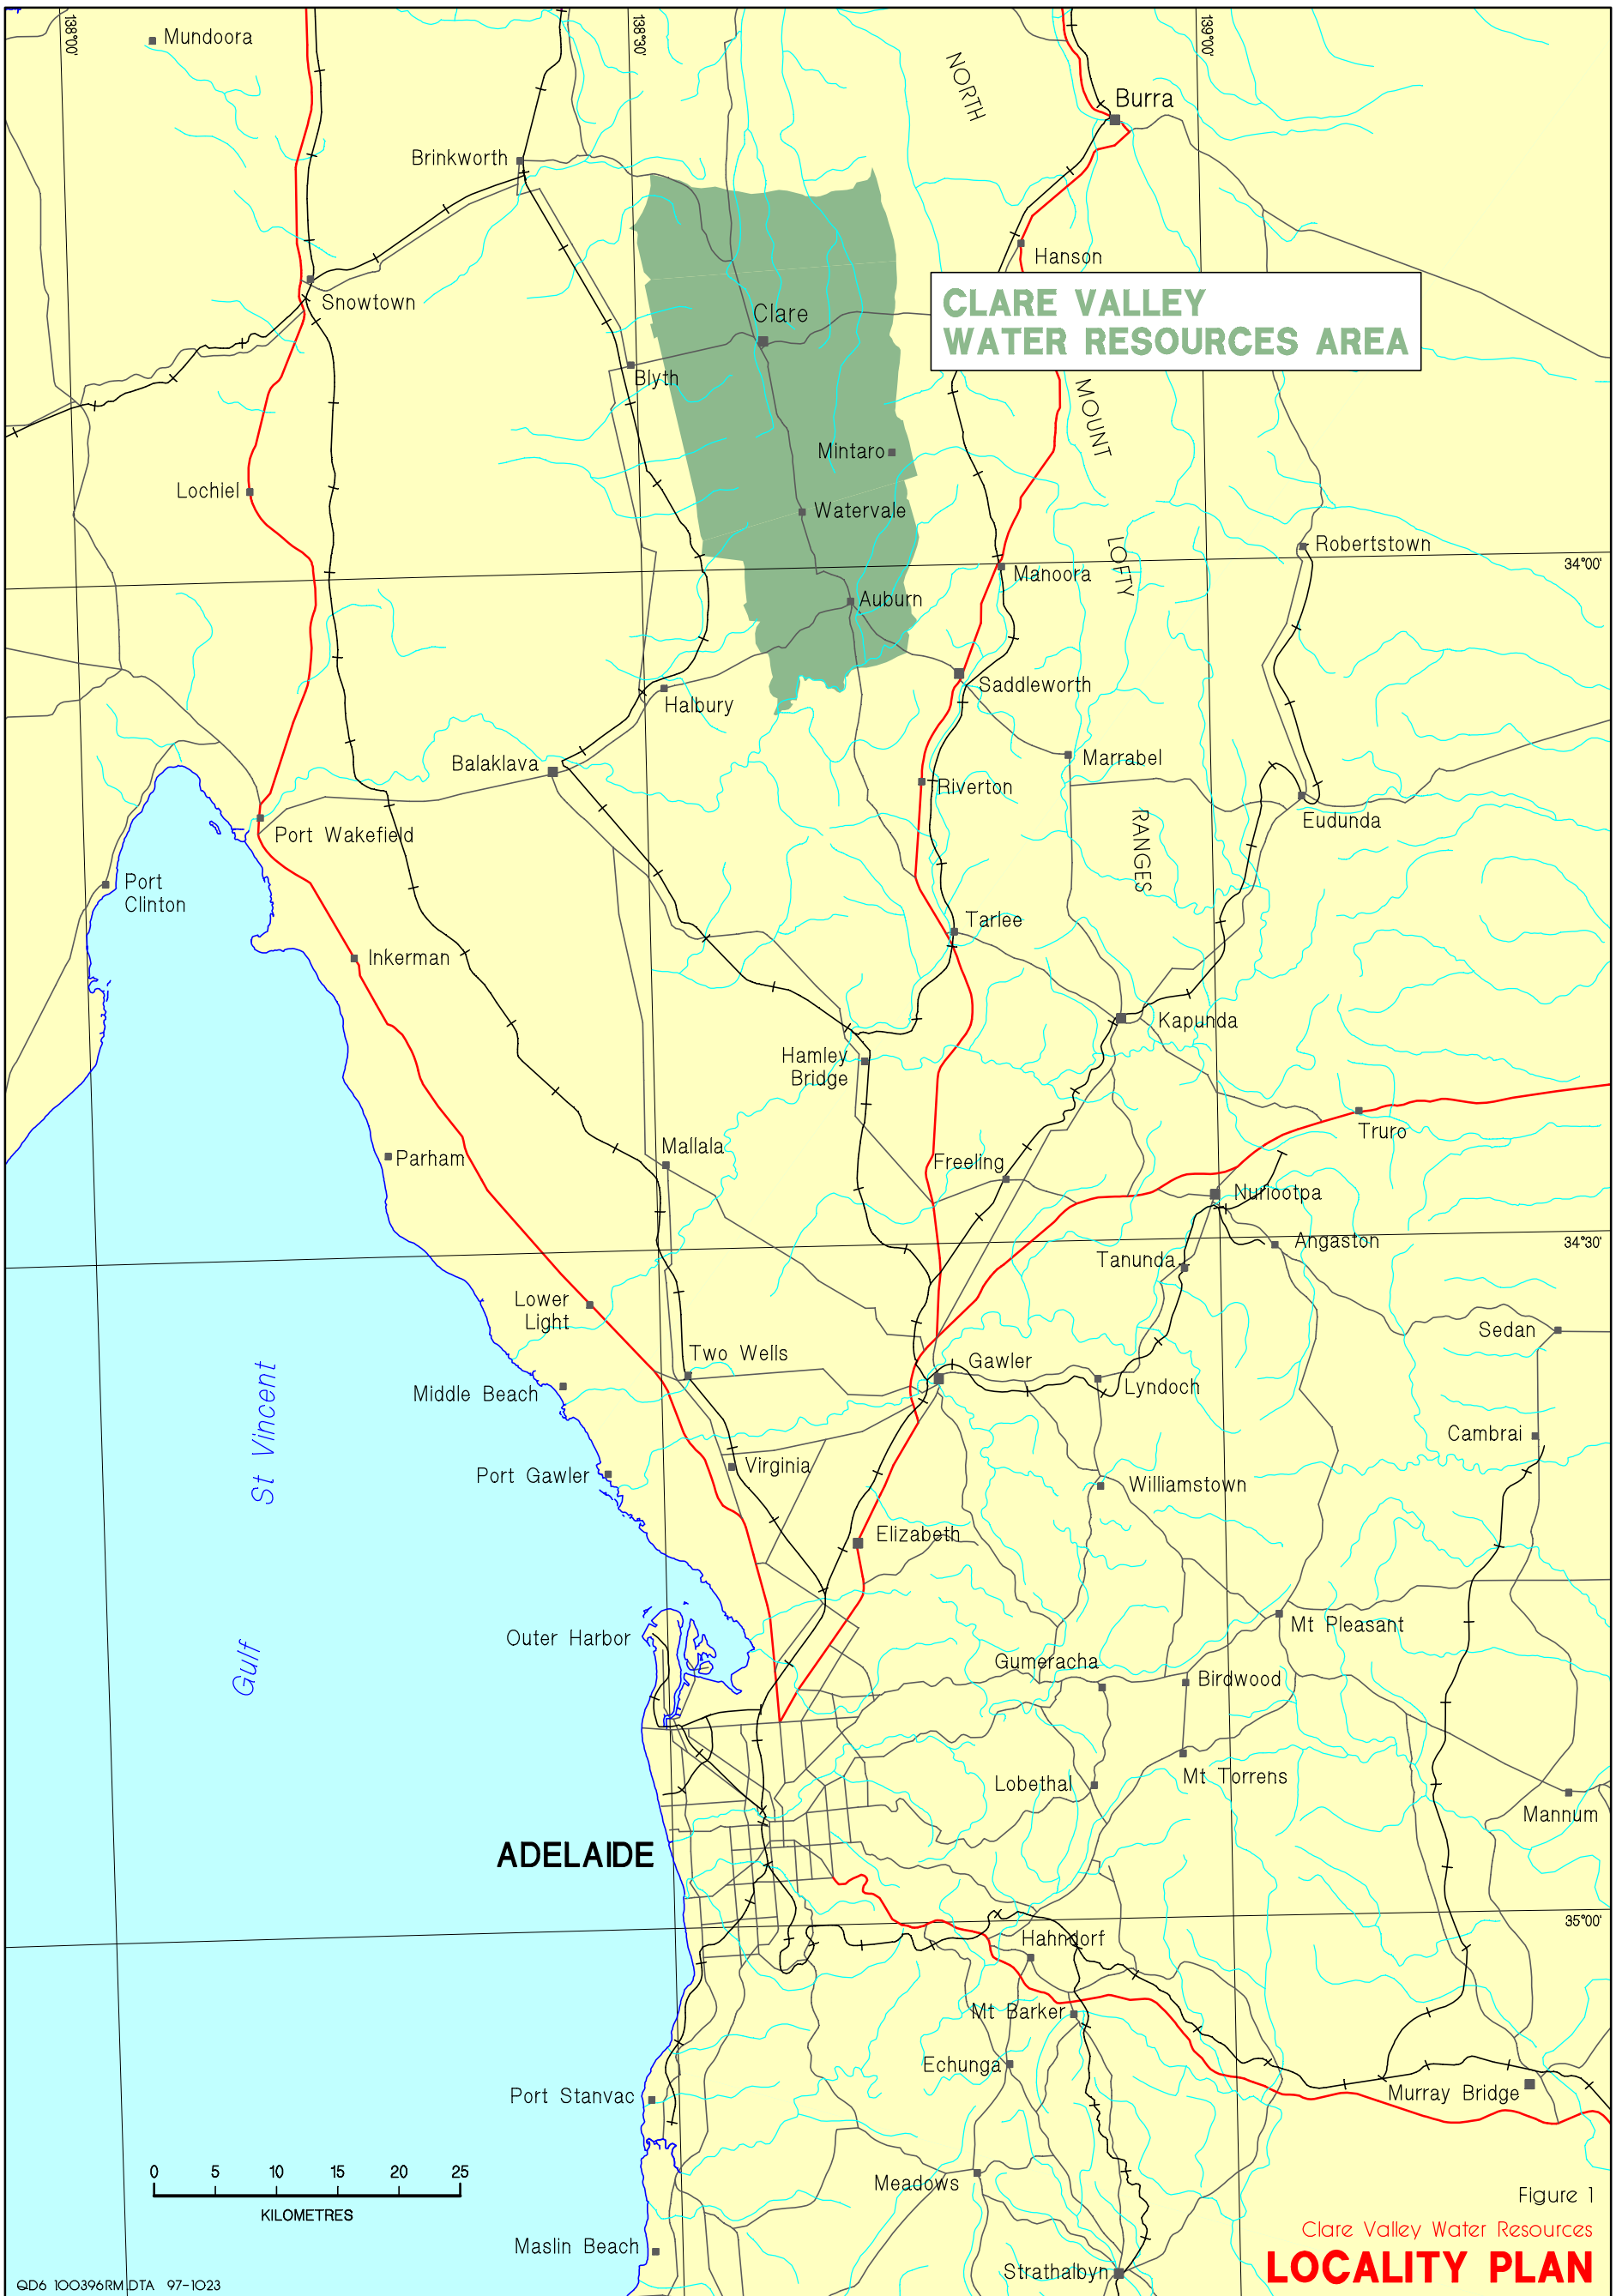 138°00'
138°30'
139°00'
Mundoora
NORTH
Burra
Brinkworth
Hanson
Snowtown
CLARE VALLEY
WATER RESOURCES AREA
Clare
Blyth
MOUNT
Mintaro
Lochiel
Watervale
LOFTY
Robertstown
34°00'
Manoora
Auburn
Saddleworth
Halbury
Marrabel
Balaklava
Riverton
Eudunda
Port Wakefield
RANGES
Port
Clinton
Tarlee
Inkerman
Kapunda
Hamley
Bridge
Truro
Mallala
Parham
Freeling
Nuriootpa
34°30'
Angaston
Tanunda
Lower
Light
Sedan
Two Wells
Gawler
Middle Beach
Lyndoch
St Vincent
Cambrai
Virginia
Port Gawler
Williamstown
Elizabeth
Mt Pleasant
Outer Harbor
Gulf
Gumeracha
Birdwood
Mt Torrens
Lobethal
Mannum
ADELAIDE
35°00'
Hahndorf
Mt Barker
Echunga
Murray Bridge
Port Stanvac
0 5 10 15 20 25
KILOMETRES
Meadows
Figure 1
Clare Valley Water Resources
LOCALITY PLAN
Maslin Beach
Strathalbyn
QD6 100396RM.DTA 97-1023